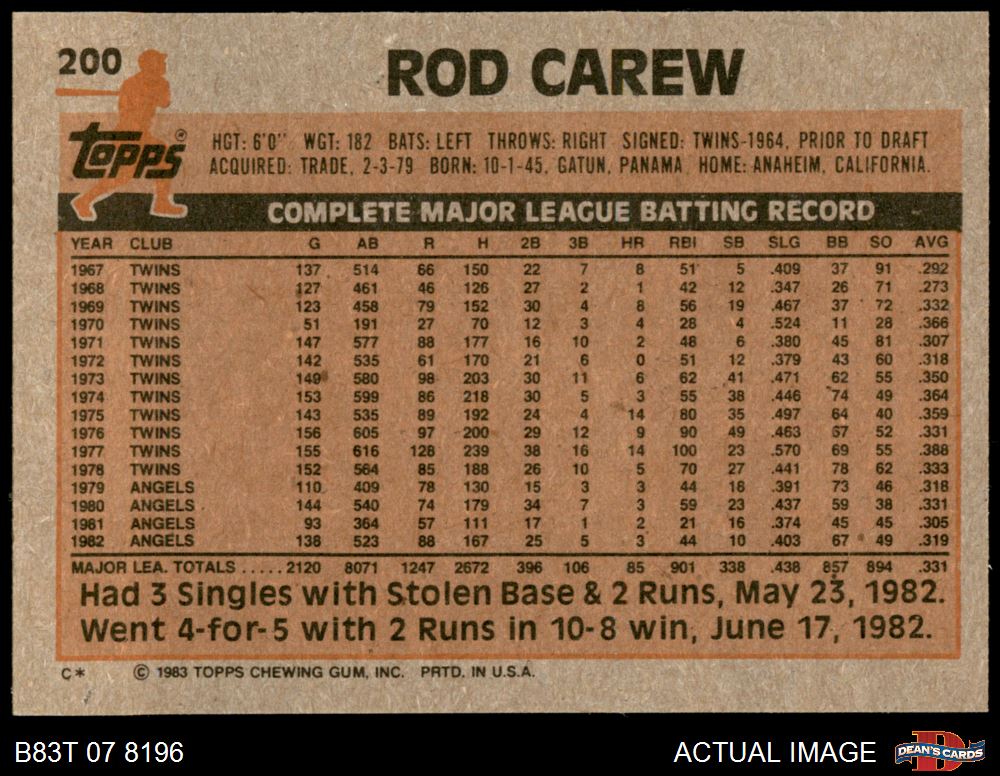 200
ROD CAREW
topps®
HGT: 6'0" WGT: 182 BATS: LEFT THROWS: RIGHT SIGNED: TWINS-1964, PRIOR TO DRAFT
ACQUIRED: TRADE, 2-3-79 BORN: 10-1-45, GATUN, PANAMA HOME: ANAHEIM, CALIFORNIA.
COMPLETE MAJOR LEAGUE BATTING RECORD
YEAR CLUB G AB R H 2B 3B HR RBI SB SLG BB SO AVG
1967 TWINS 137 514 66 150 22 7 8 51 5 .409 37 91 .292
1968 TWINS 127 461 46 126 27 2 1 42 12 .347 26 71 .273
1969 TWINS 123 458 79 152 30 4 8 56 19 .467 37 72 .332
1970 TWINS 51 191 27 70 12 3 4 28 4 .524 11 28 .366
1971 TWINS 147 577 88 177 16 10 2 48 6 .380 45 81 .307
1972 TWINS 142 535 61 170 21 6 0 51 12 .379 43 60 .318
1973 TWINS 149 580 98 203 30 11 6 62 41 .471 62 55 .350
1974 TWINS 153 599 86 218 30 5 3 55 38 .446 74 49 .364
1975 TWINS 143 535 89 192 24 4 14 80 35 .497 64 40 .359
1976 TWINS 156 605 97 200 29 12 9 90 49 .463 67 52 .331
1977 TWINS 155 616 128 239 38 16 14 100 23 .570 69 55 .388
1978 TWINS 152 564 85 188 26 10 5 70 27 .441 78 62 .333
1979 ANGELS 110 409 78 130 15 3 3 44 18 .391 73 46 .318
1980 ANGELS 144 540 74 179 34 7 3 59 23 .437 59 38 .331
1981 ANGELS 93 364 57 111 17 1 2 21 16 .374 45 45 .305
1982 ANGELS 138 523 88 167 25 5 3 44 10 .403 67 49 .319
MAJOR LEA. TOTALS ..... 2120 8071 1247 2672 396 106 85 901 338 .438 857 894 .331
Had 3 Singles with Stolen Base & 2 Runs, May 23, 1982.
Went 4-for-5 with 2 Runs in 10-8 win, June 17, 1982.
C* © 1983 TOPPS CHEWING GUM, INC. PRTD. IN U.S.A.
B83T 07 8196 ACTUAL IMAGE DEAN'S CARDS